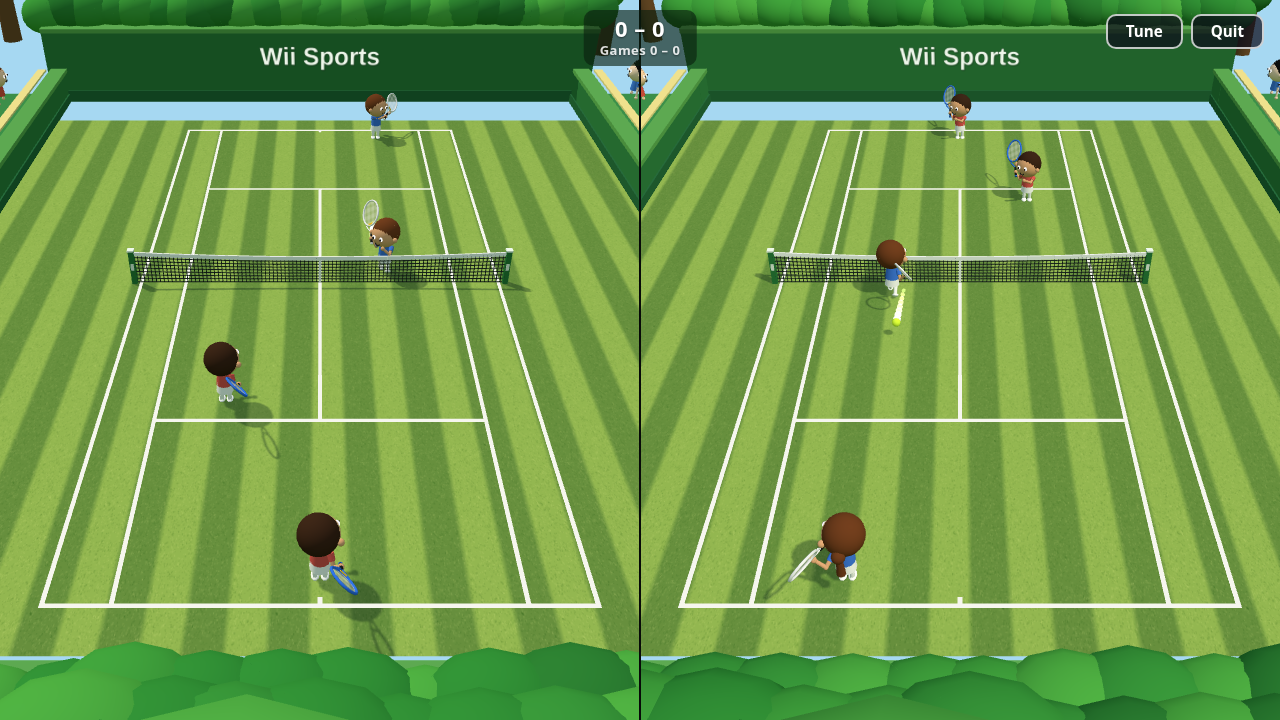 Wii Sports
0 – 0
Games 0 – 0
Wii Sports
Tune
Quit